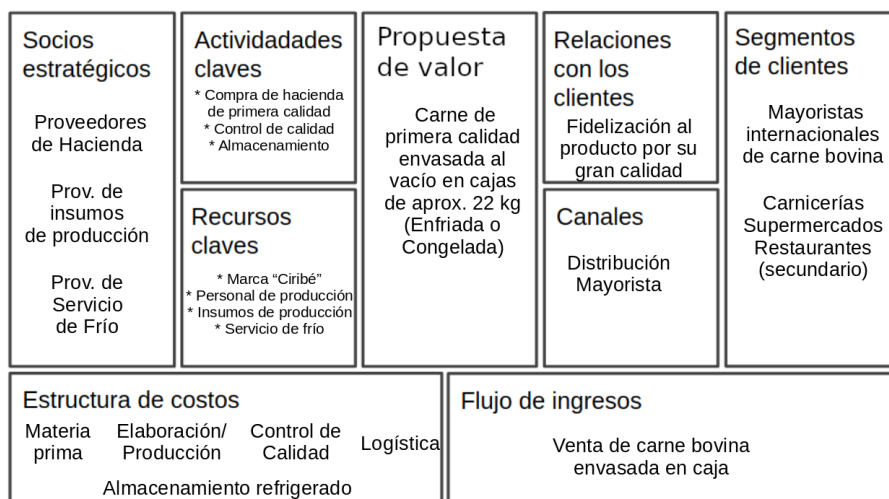 Socios
estratégicos
Proveedores
de Hacienda
Prov. de
insumos
de producción
Prov. de
Servicio
de Frío
Actividadades
claves
* Compra de hacienda
de primera calidad
* Control de calidad
* Almacenamiento
Recursos
claves
* Marca “Ciribé”
* Personal de producción
* Insumos de producción
* Servicio de frío
Propuesta
de valor
Carne de
primera calidad
envasada al
vacío en cajas
de aprox. 22 kg
(Enfriada o
Congelada)
Relaciones
con los
clientes
Fidelización al
producto por su
gran calidad
Canales
Distribución
Mayorista
Segmentos
de clientes
Mayoristas
internacionales
de carne bovina
Carnicerías
Supermercados
Restaurantes
(secundario)
Estructura de costos
Materia
prima
Elaboración/
Producción
Control de
Calidad
Logística
Almacenamiento refrigerado
Flujo de ingresos
Venta de carne bovina
envasada en caja